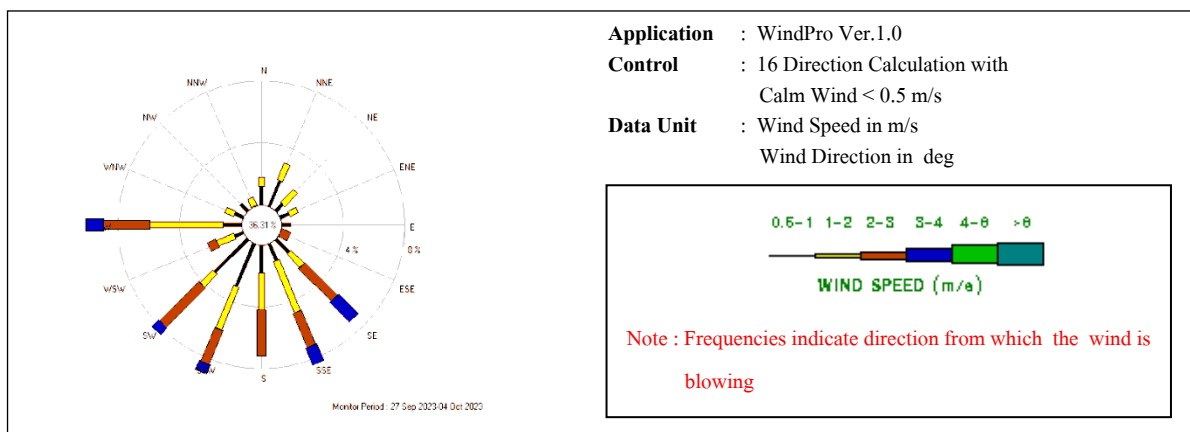 Application : WindPro Ver.1.0
Control : 16 Direction Calculation with
Calm Wind < 0.5 m/s
Data Unit : Wind Speed in m/s
Wind Direction in deg
N
NNW
NNE
NW
NE
WNW
ENE
36.31 %
E
4 %
8 %
WSW
ESE
SW
SE
SSE
S
Monitor Period : 27 Sep 2023-04 Oct 2023
0.5-1 1-2 2-3 3-4 4-6 >6
WIND SPEED (m/s)
Note : Frequencies indicate direction from which the wind is
blowing